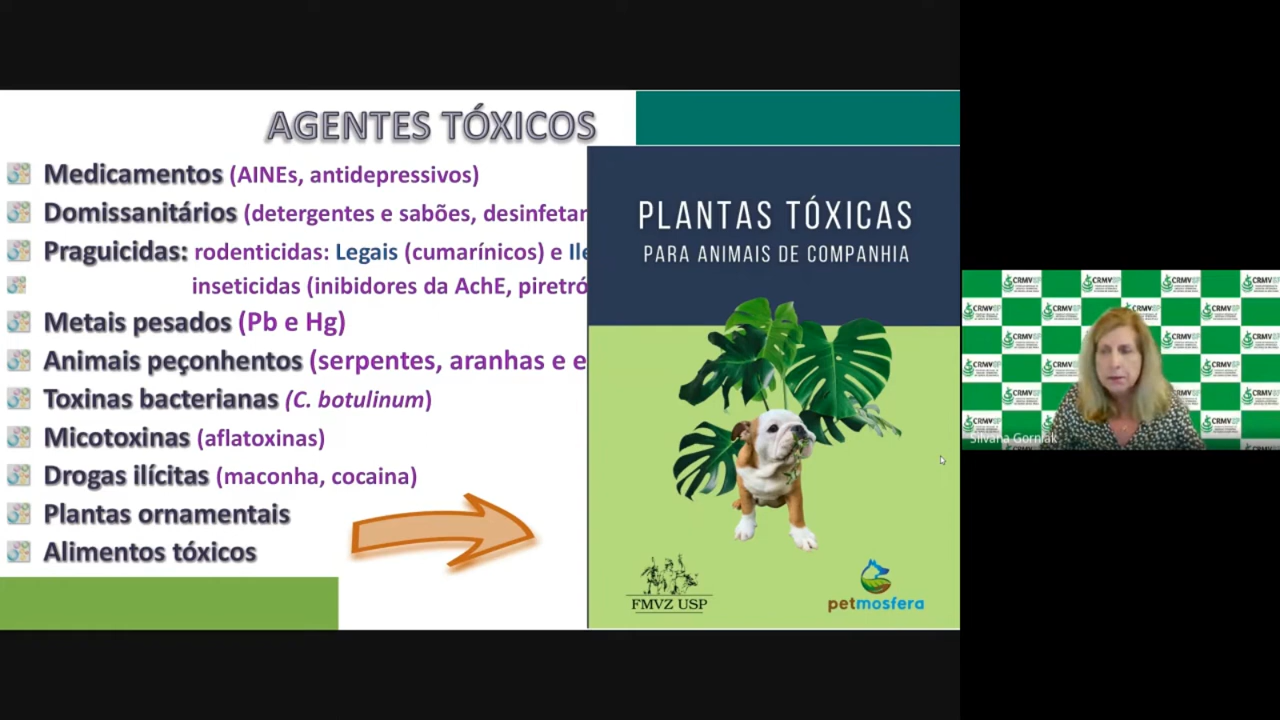 AGENTES TÓXICOS
Medicamentos (AINEs, antidepressivos)
Domissanitários (detergentes e sabões, desinfetan
Praguicidas: rodenticidas: Legais (cumarínicos) e Ile
inseticidas (inibidores da AchE, piretró
Metais pesados (Pb e Hg)
Animais peçonhentos (serpentes, aranhas e e
Toxinas bacterianas (C. botulinum)
Micotoxinas (aflatoxinas)
Drogas ilícitas (maconha, cocaina)
Plantas ornamentais
Alimentos tóxicos
PLANTAS TÓXICAS
PARA ANIMAIS DE COMPANHIA
FMVZ USP
petmosfera
CRMVSP
Silvana Gorniak